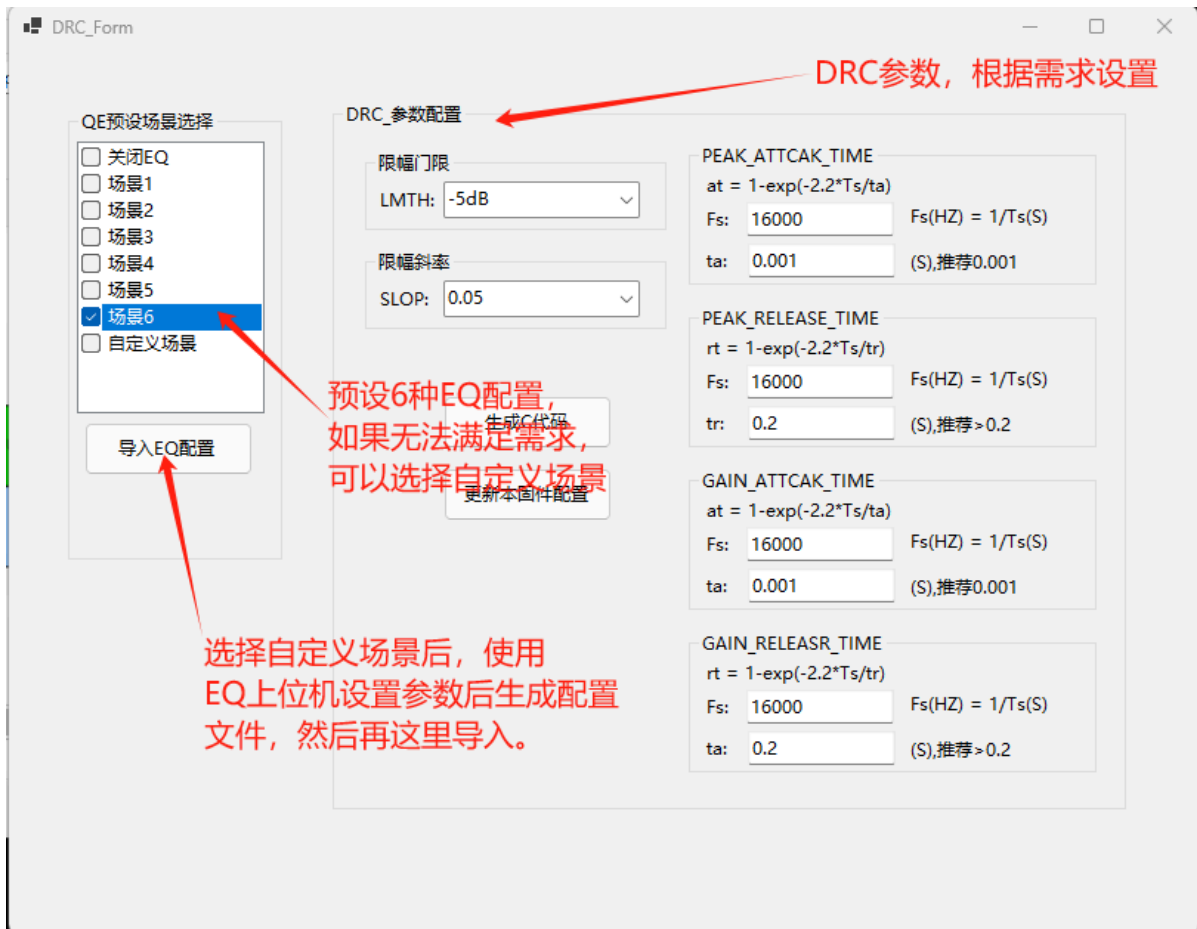 DRC_Form
DRC参数，根据需求设置
QE预设场景选择
关闭EQ
场景1
场景2
场景3
场景4
场景5
场景6
自定义场景
导入EQ配置
预设6种EQ配置，
如果无法满足需求，
可以选择自定义场景
选择自定义场景后，使用
EQ上位机设置参数后生成配置
文件，然后再这里导入。
DRC_参数配置
限幅门限
LMTH: -5dB
限幅斜率
SLOP: 0.05
生成C代码
更新本固件配置
PEAK_ATTCAK_TIME
at = 1-exp(-2.2*Ts/ta)
Fs: 16000 Fs(HZ) = 1/Ts(S)
ta: 0.001 (S),推荐0.001
PEAK_RELEASE_TIME
rt = 1-exp(-2.2*Ts/tr)
Fs: 16000 Fs(HZ) = 1/Ts(S)
tr: 0.2 (S),推荐>0.2
GAIN_ATTCAK_TIME
at = 1-exp(-2.2*Ts/ta)
Fs: 16000 Fs(HZ) = 1/Ts(S)
ta: 0.001 (S),推荐0.001
GAIN_RELEASR_TIME
rt = 1-exp(-2.2*Ts/tr)
Fs: 16000 Fs(HZ) = 1/Ts(S)
ta: 0.2 (S),推荐>0.2